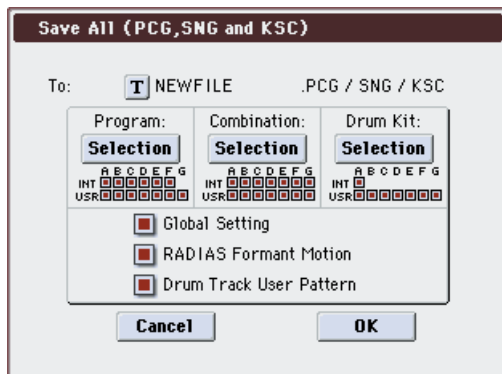 Save All (PCG,SNG and KSC)
To: T NEWFILE .PCG / SNG / KSC
Program: Combination: Drum Kit:
Selection Selection Selection
A B C D E F G A B C D E F G A B C D E F G
INT INT INT
USR USR USR
Global Setting
RADIAS Formant Motion
Drum Track User Pattern
Cancel OK